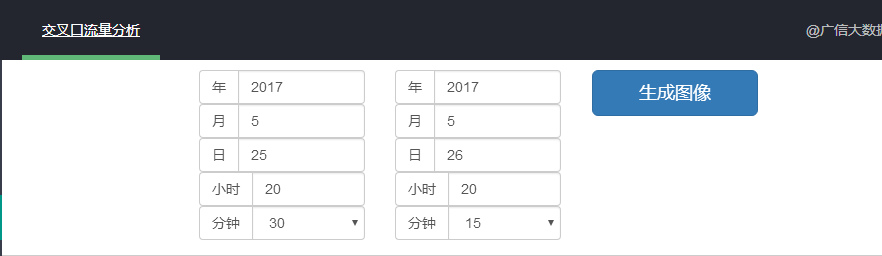 交叉口流量分析
@广信大数据
年 2017 年 2017 生成图像
月 5 月 5
日 25 日 26
小时 20 小时 20
分钟 30 分钟 15